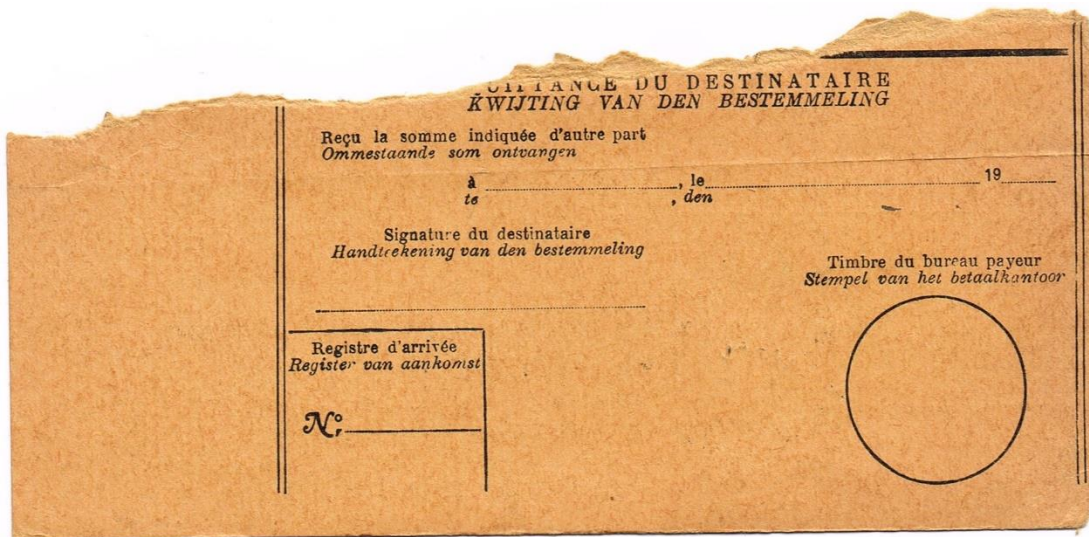 QUITTANCE DU DESTINATAIRE
KWIJTING VAN DEN BESTEMMELING
Reçu la somme indiquée d'autre part
Ommestaande som ontvangen
à ........................, le........................ 19........
te , den
Signature du destinataire
Handteekening van den bestemmeling
Timbre du bureau payeur
Stempel van het betaalkantoor
Registre d'arrivée
Register van aankomst
Nº r